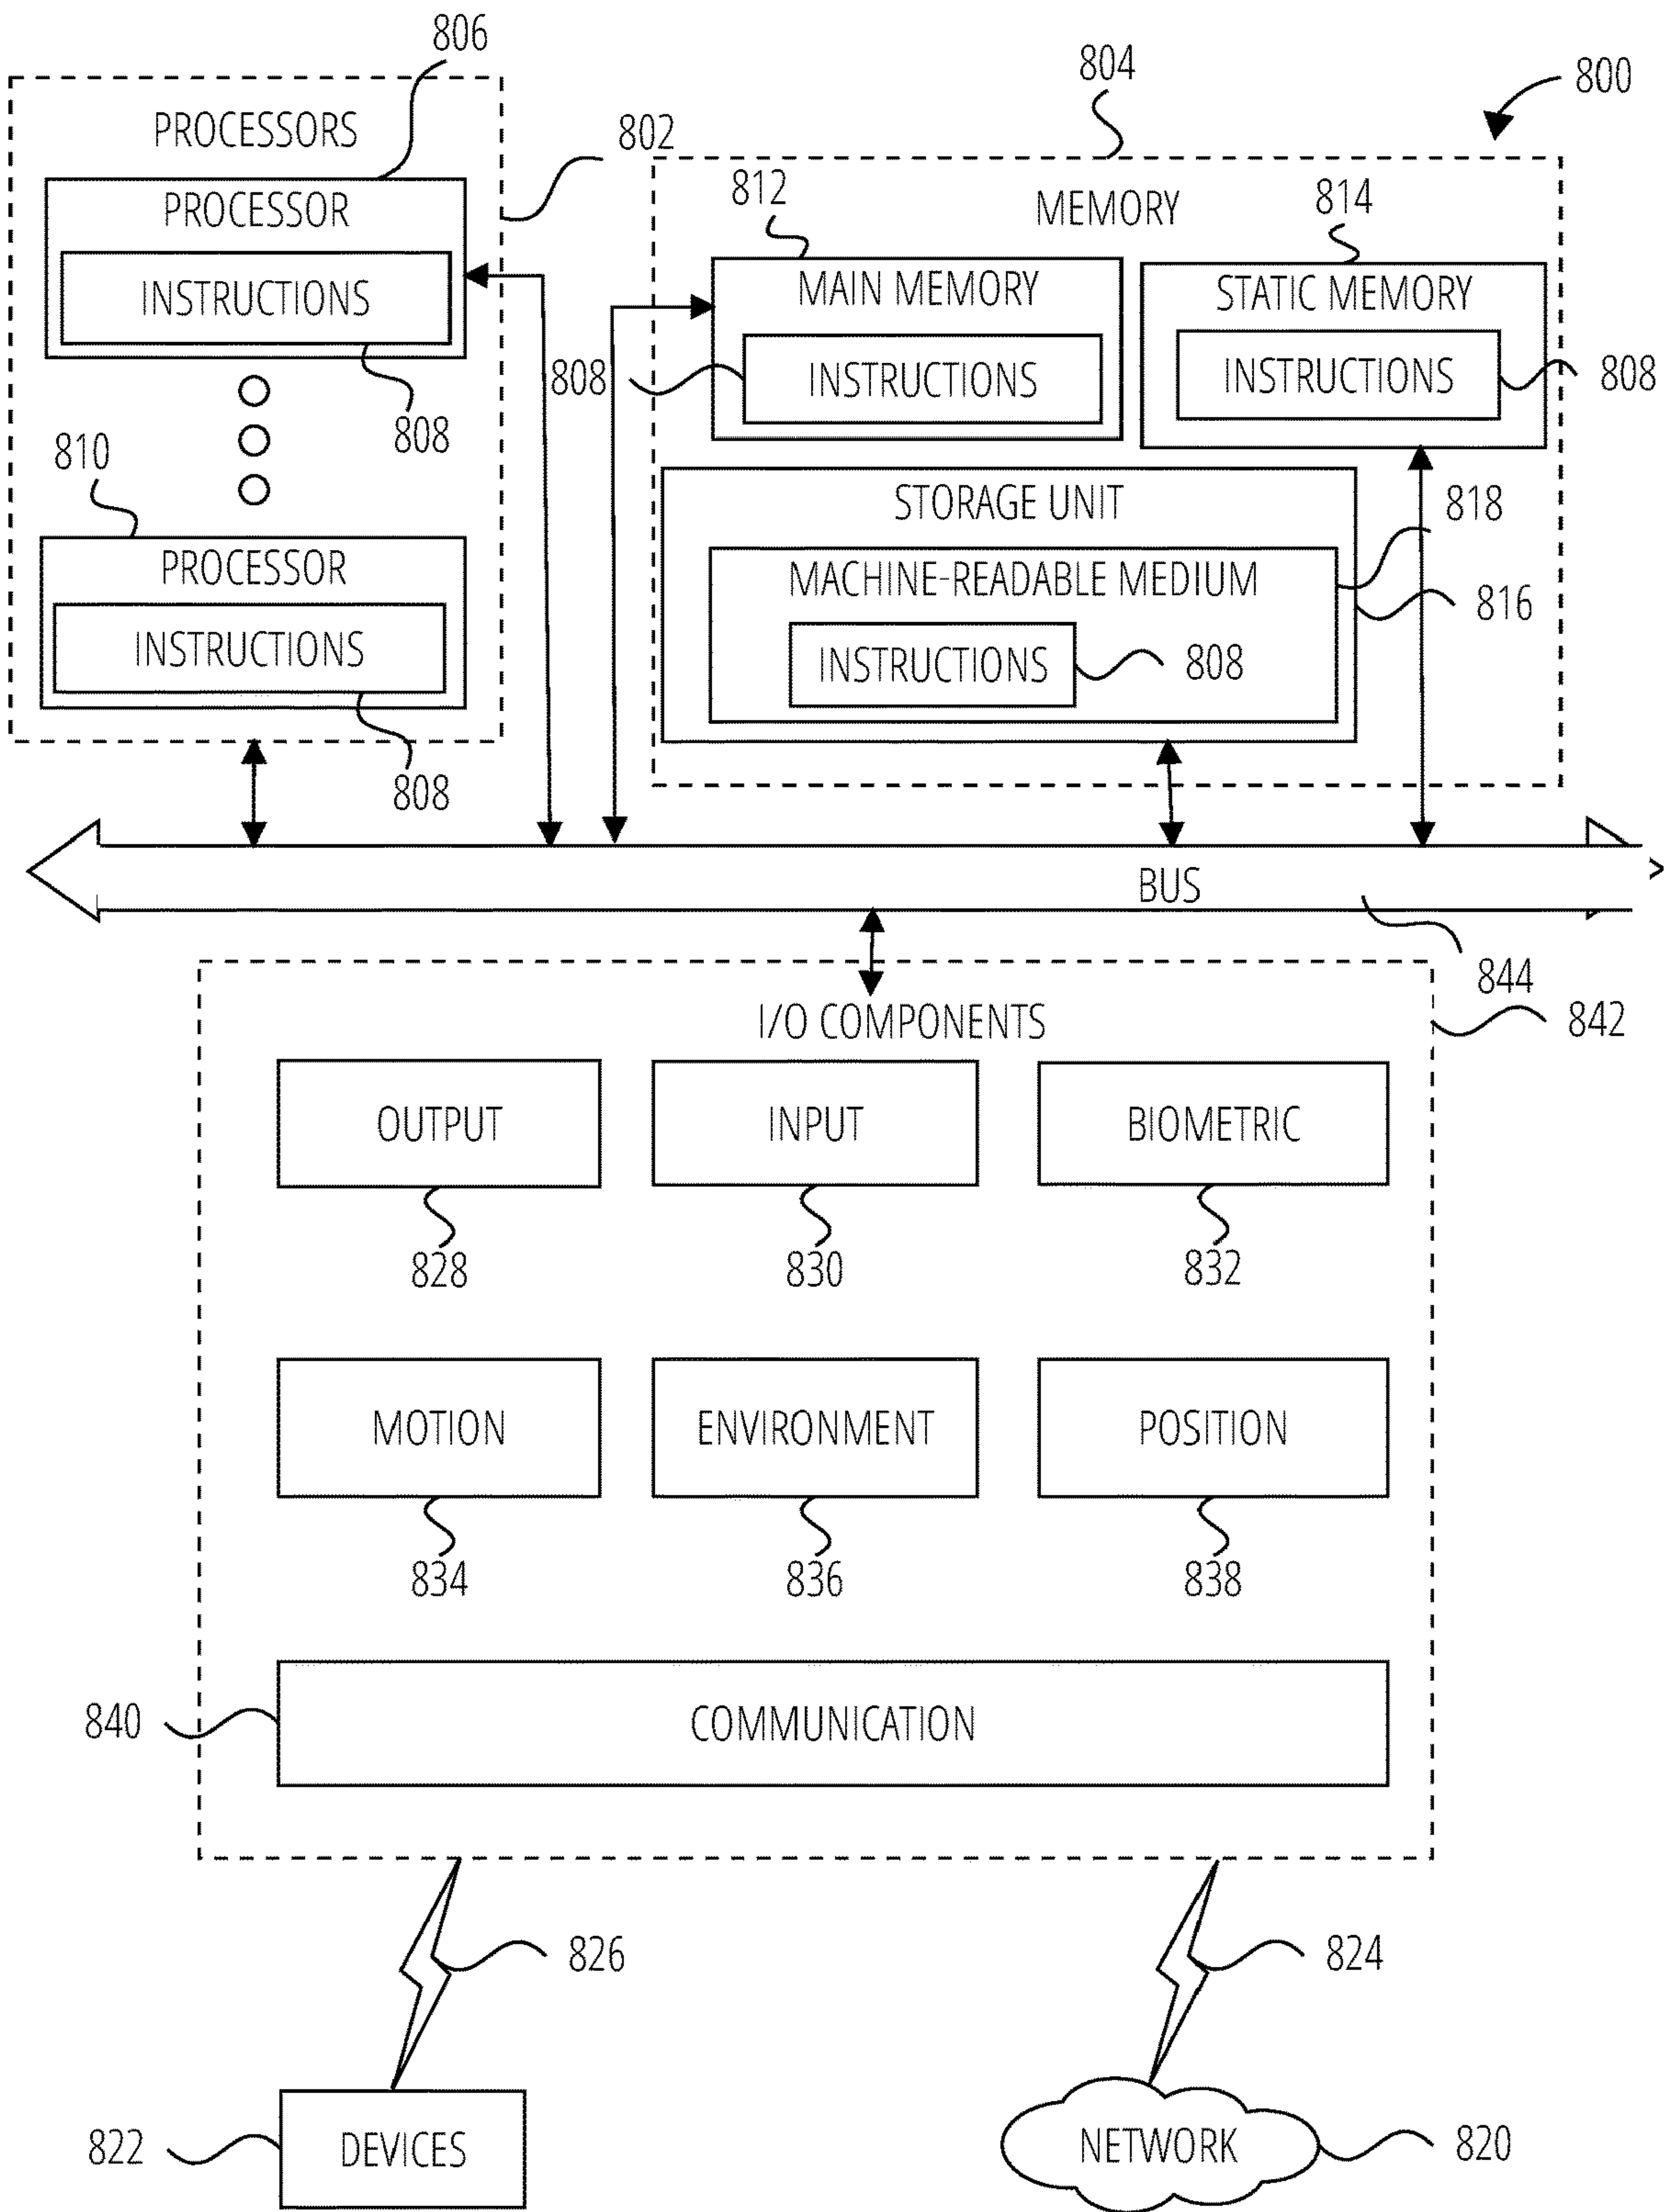 806
804
800
PROCESSORS
802
812
MEMORY
814
PROCESSOR
INSTRUCTIONS
MAIN MEMORY
STATIC MEMORY
808
INSTRUCTIONS
INSTRUCTIONS
808
808
810
STORAGE UNIT
818
PROCESSOR
MACHINE-READABLE MEDIUM
816
INSTRUCTIONS
INSTRUCTIONS
808
808
BUS
844
I/O COMPONENTS
842
OUTPUT
INPUT
BIOMETRIC
828
830
832
MOTION
ENVIRONMENT
POSITION
834
836
838
840
COMMUNICATION
826
824
822
DEVICES
NETWORK
820